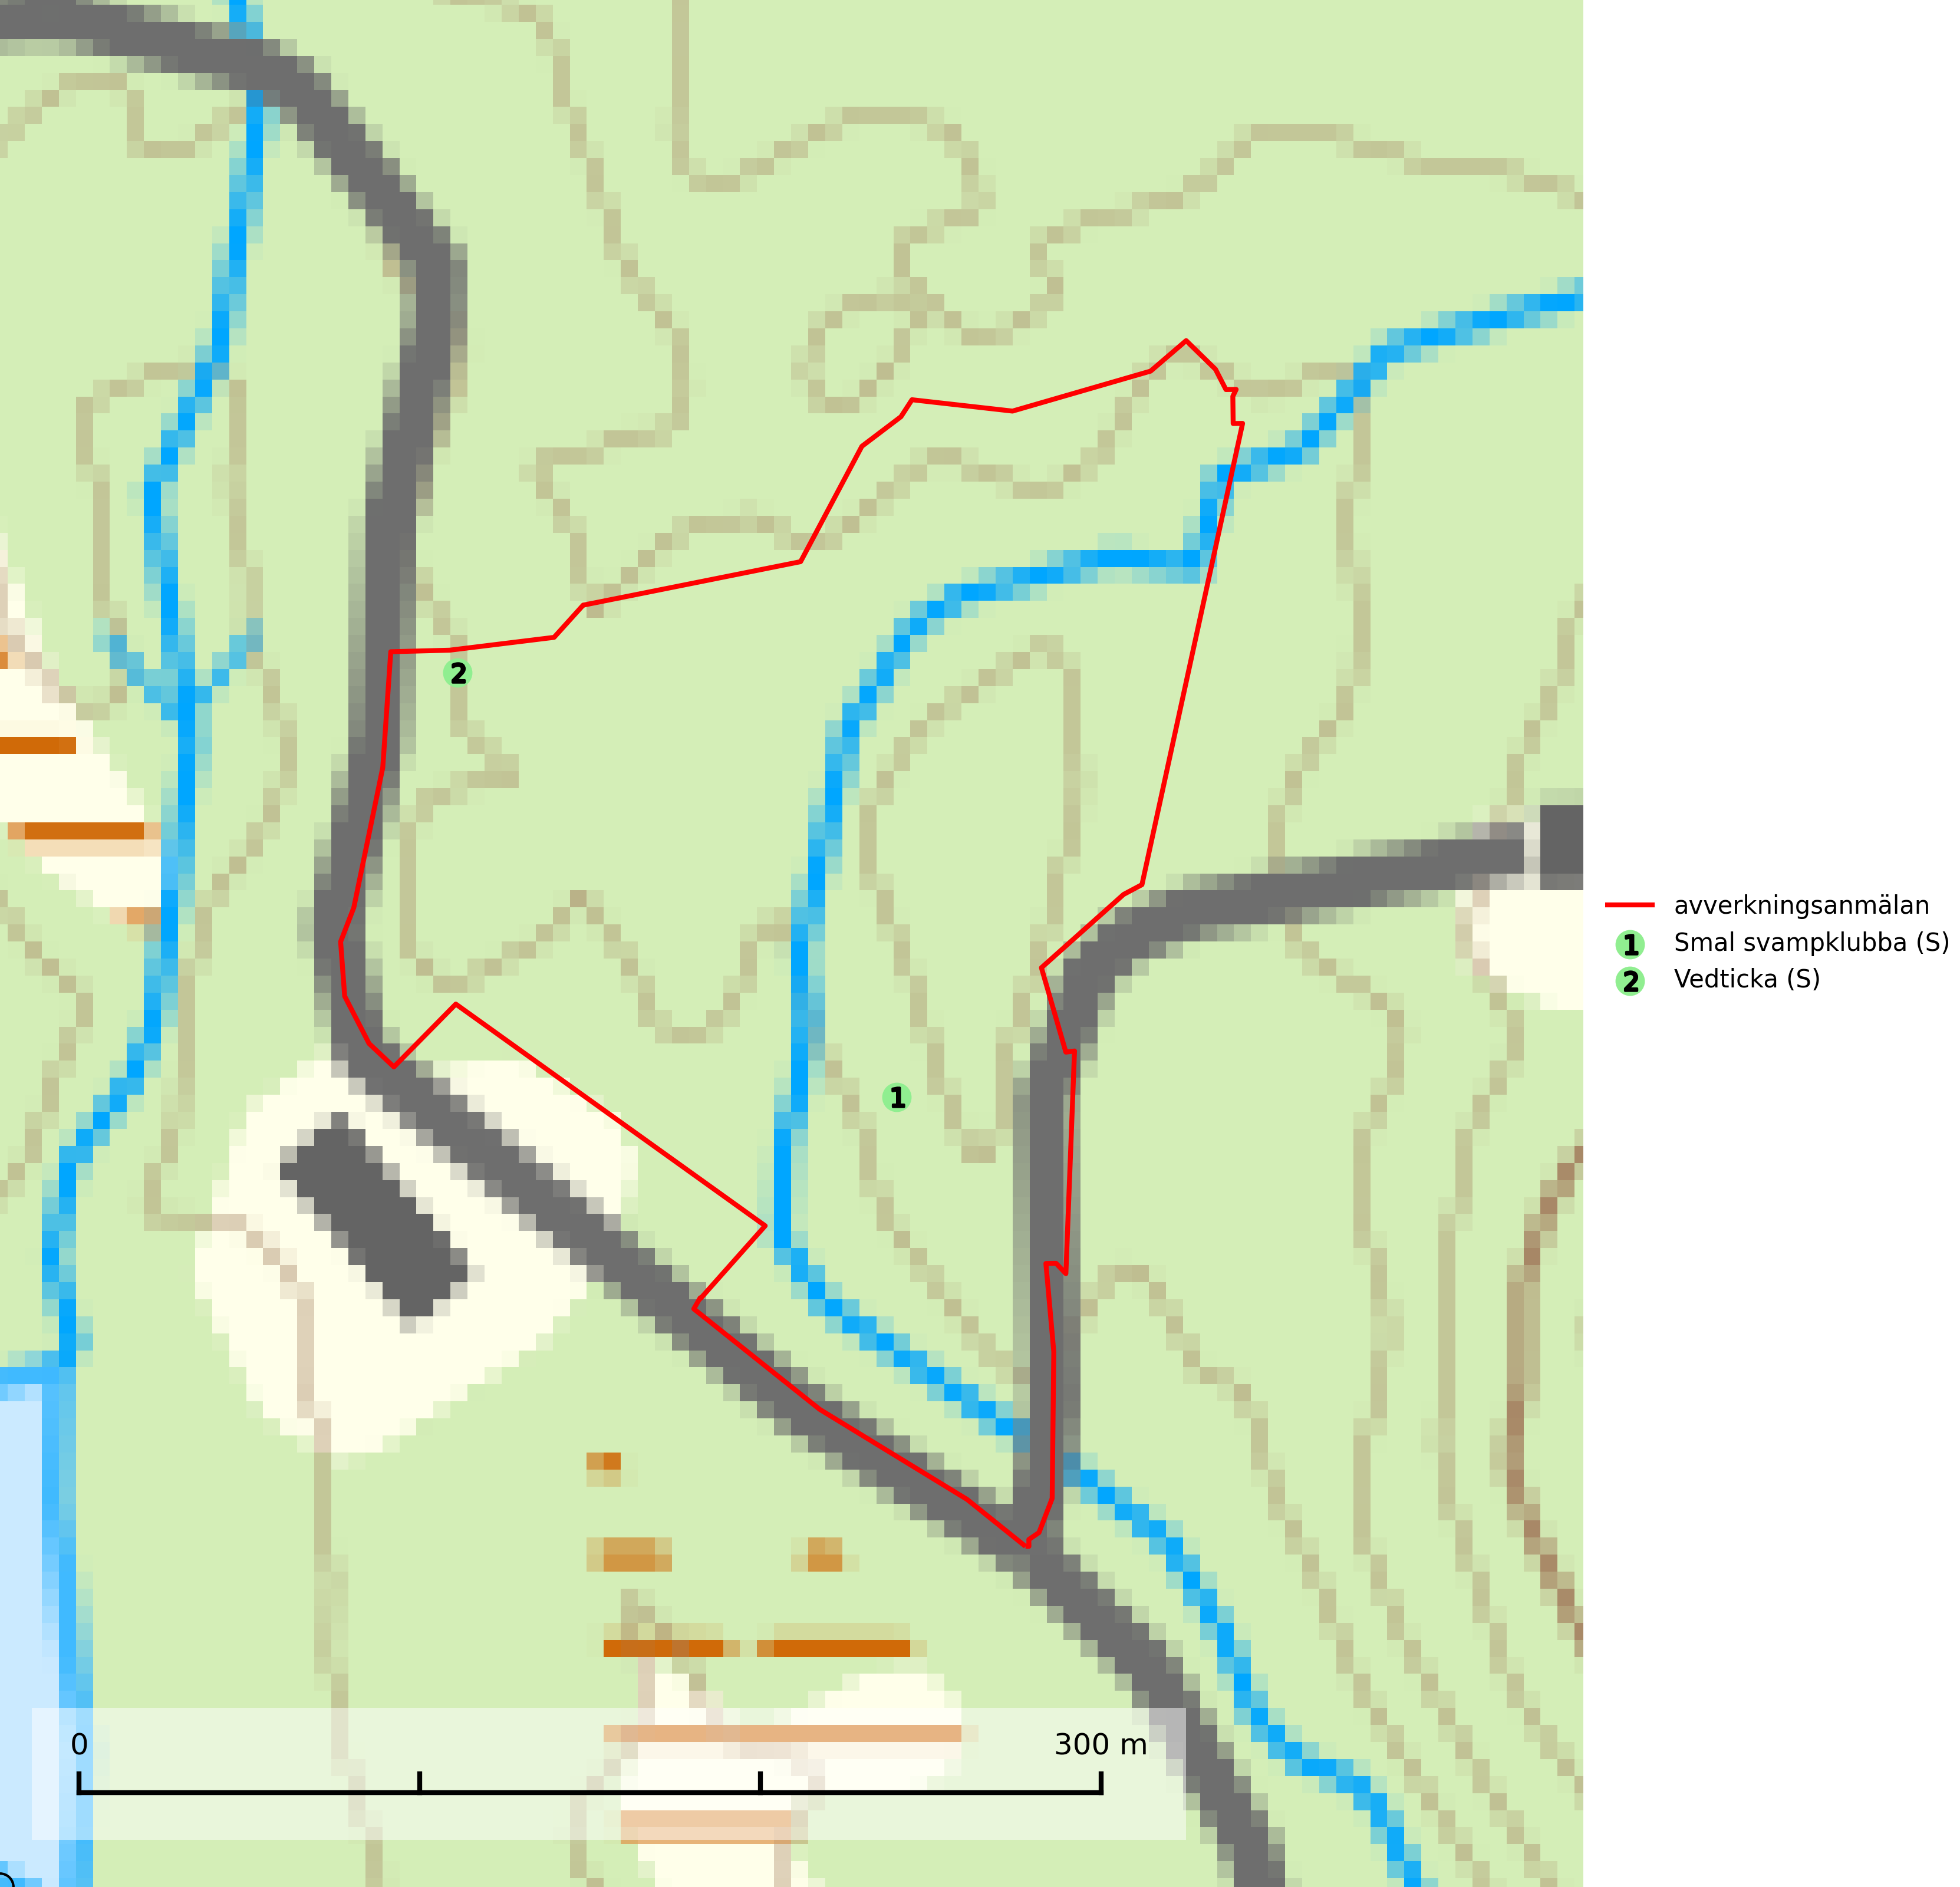 2
1
avverkningsanmälan
1 Smal svampklubba (S)
2 Vedticka (S)
0 300 m